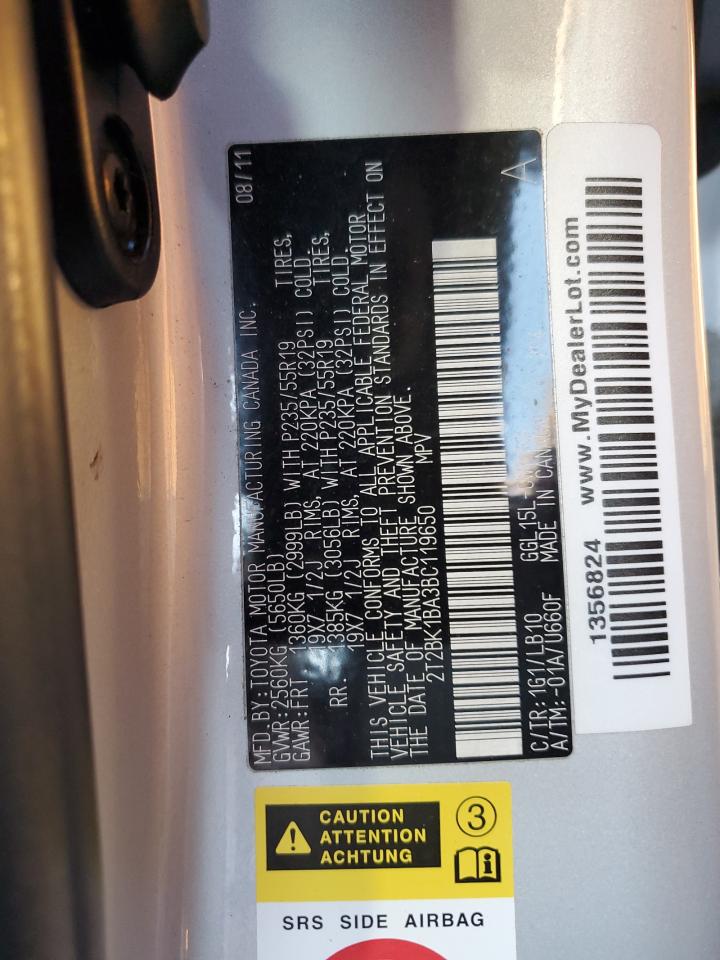 MFD. BY: TOYOTA MOTOR MANUFACTURING CANADA INC. 08/11
GVWR: 2560KG (5650LB)
GAWR: FRT. 1360KG (2999LB) WITH P235/55R19 TIRES,
19X7 1/2J RIMS, AT 220KPA (32PSI) COLD.
RR. 1385KG (3056LB) WITH P235/55R19 TIRES,
19X7 1/2J RIMS, AT 220KPA (32PSI) COLD.
THIS VEHICLE CONFORMS TO ALL APPLICABLE FEDERAL MOTOR
VEHICLE SAFETY AND THEFT PREVENTION STANDARDS IN EFFECT ON
THE DATE OF MANUFACTURE SHOWN ABOVE.
2T2BK1BA3BC119650 MPV
C/TR: 1G1/LB10 GGL15L-
A/TM: -01A/U660F MADE IN
A
1356824 www.MyDealerLot.com
CAUTION
ATTENTION
ACHTUNG
3
SRS SIDE AIRBAG